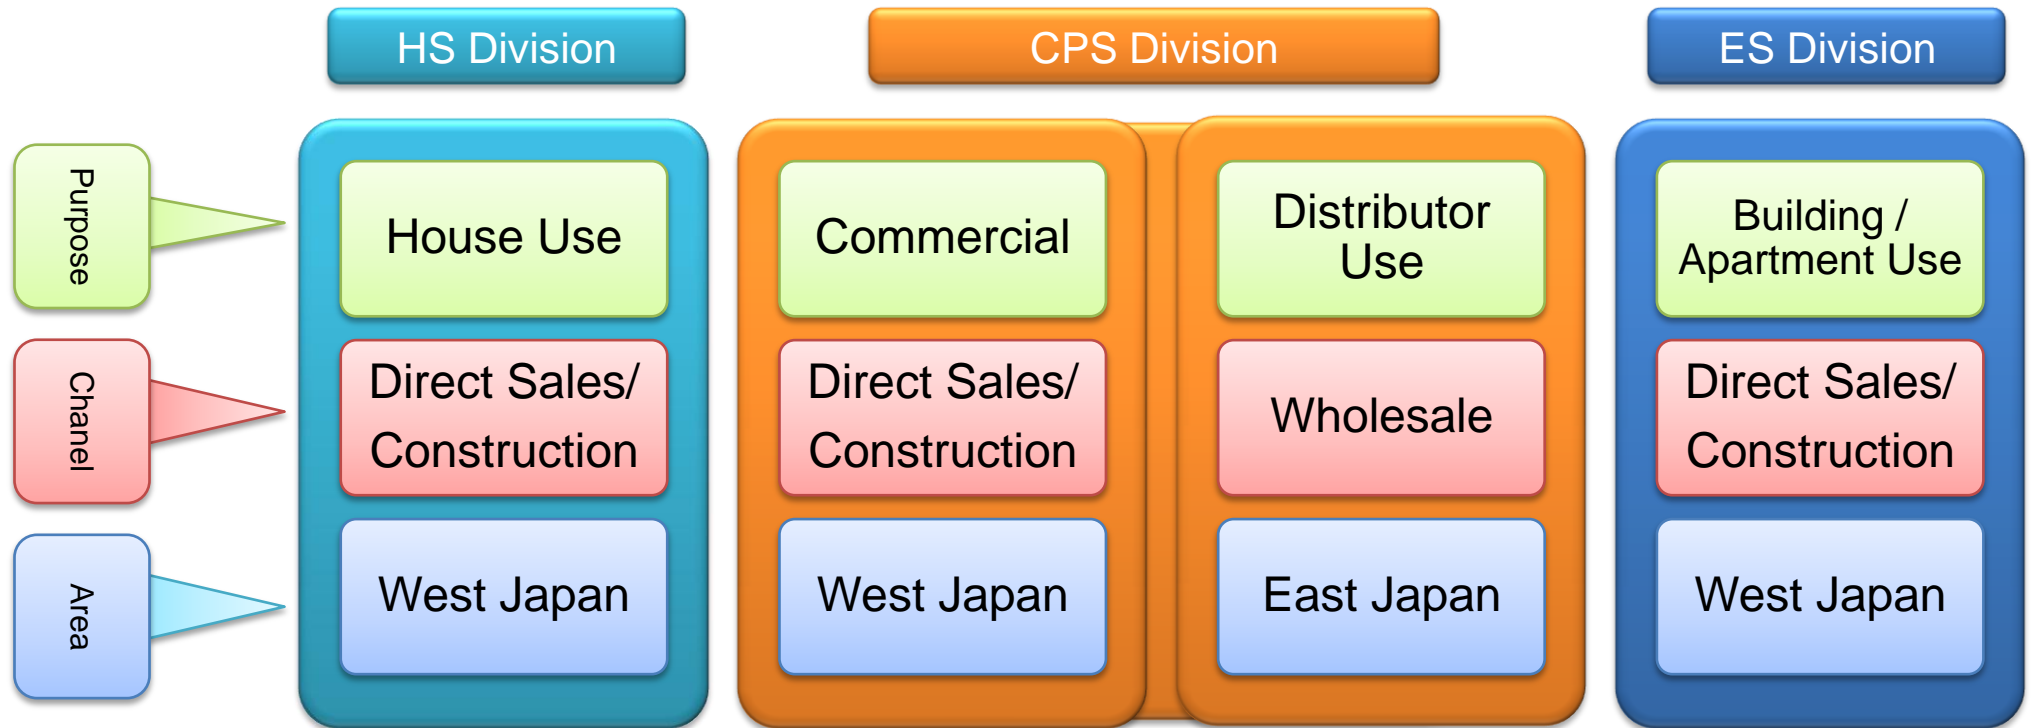 HS Division
CPS Division
ES Division
Purpose
House Use
Commercial
Distributor
Use
Building /
Apartment Use
Chanel
Direct Sales/
Construction
Direct Sales/
Construction
Wholesale
Direct Sales/
Construction
Area
West Japan
West Japan
East Japan
West Japan